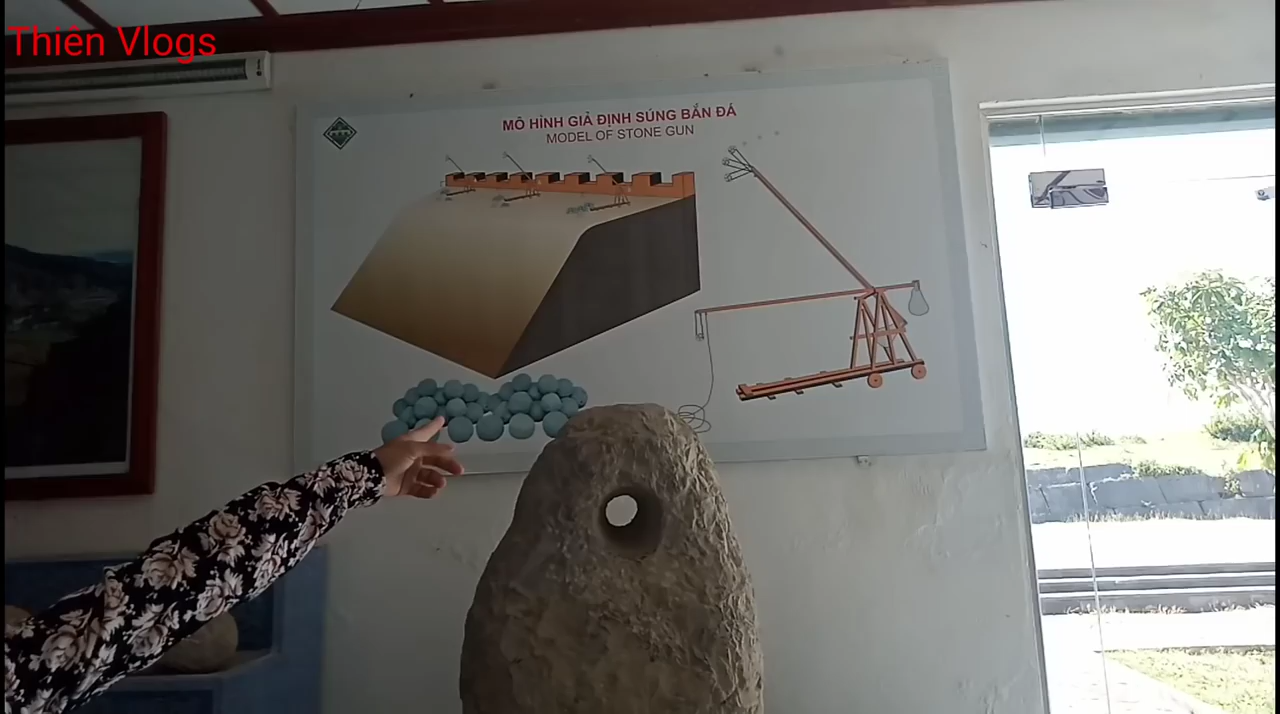 Thiên Vlogs
MÔ HÌNH GIẢ ĐỊNH SÚNG BẮN ĐÁ
MODEL OF STONE GUN